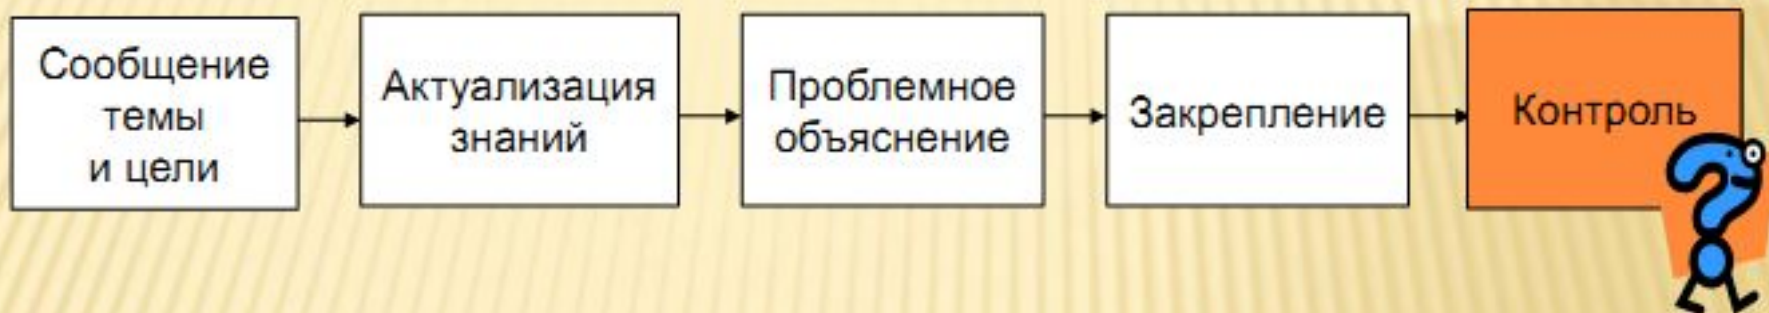 Сообщение
темы
и цели
Актуализация
знаний
Проблемное
объяснение
Закрепление
Контроль